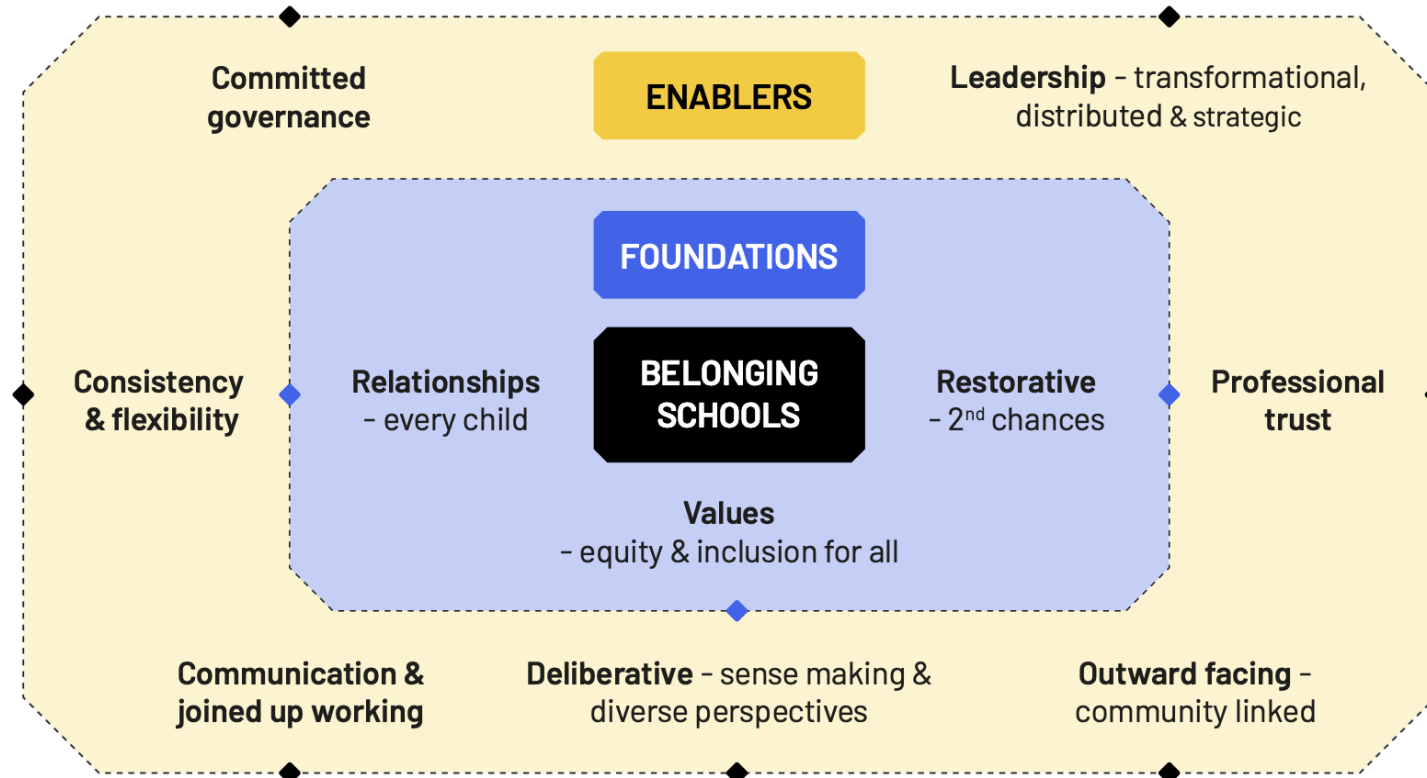 Committed
governance
ENABLERS
Leadership - transformational,
distributed & strategic
FOUNDATIONS
Consistency
& flexibility
Relationships
- every child
BELONGING
SCHOOLS
Restorative
- 2nd chances
Professional
trust
Values
- equity & inclusion for all
Communication &
joined up working
Deliberative - sense making &
diverse perspectives
Outward facing -
community linked